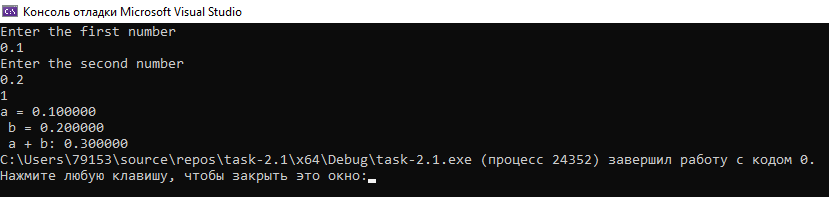 Консоль отладки Microsoft Visual Studio
Enter the first number
0.1
Enter the second number
0.2
1
a = 0.100000
 b = 0.200000
 a + b: 0.300000
C:\Users\79153\source\repos\task-2.1\x64\Debug\task-2.1.exe (процесс 24352) завершил работу с кодом 0.
Нажмите любую клавишу, чтобы закрыть это окно: